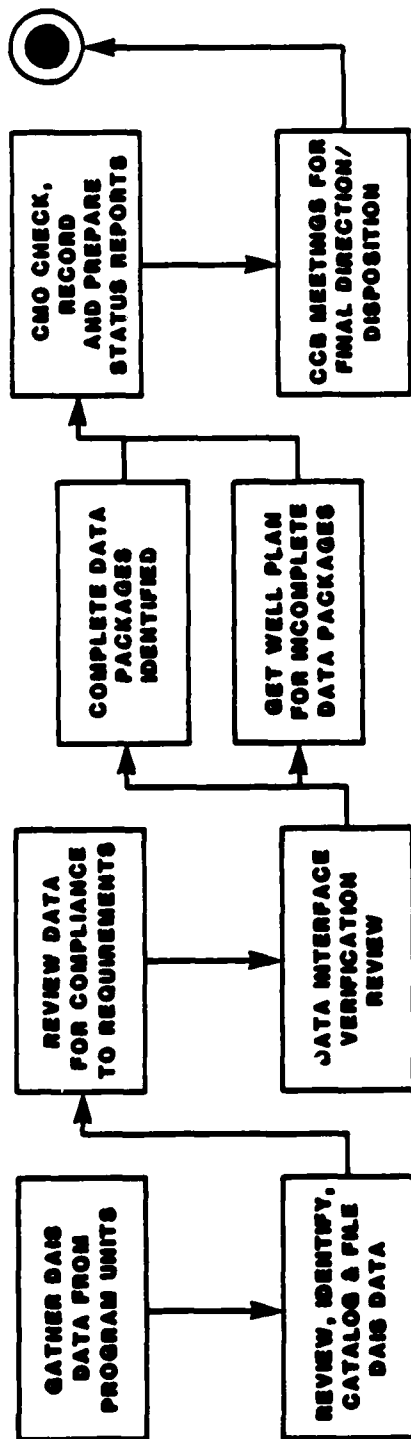 GATHER DAIS
DATA FROM
PROGRAM UNITS
REVIEW, IDENTIFY,
CATALOG & FILE
DAIS DATA
REVIEW DATA
FOR COMPLIANCE
TO REQUIREMENTS
DATA INTERFACE
VERIFICATION
REVIEW
COMPLETE DATA
PACKAGES
IDENTIFIED
GET WELL PLAN
FOR INCOMPLETE
DATA PACKAGES
CMO CHECK,
RECORD
AND PREPARE
STATUS REPORTS
CCB MEETINGS FOR
FINAL DIRECTION/
DISPOSITION